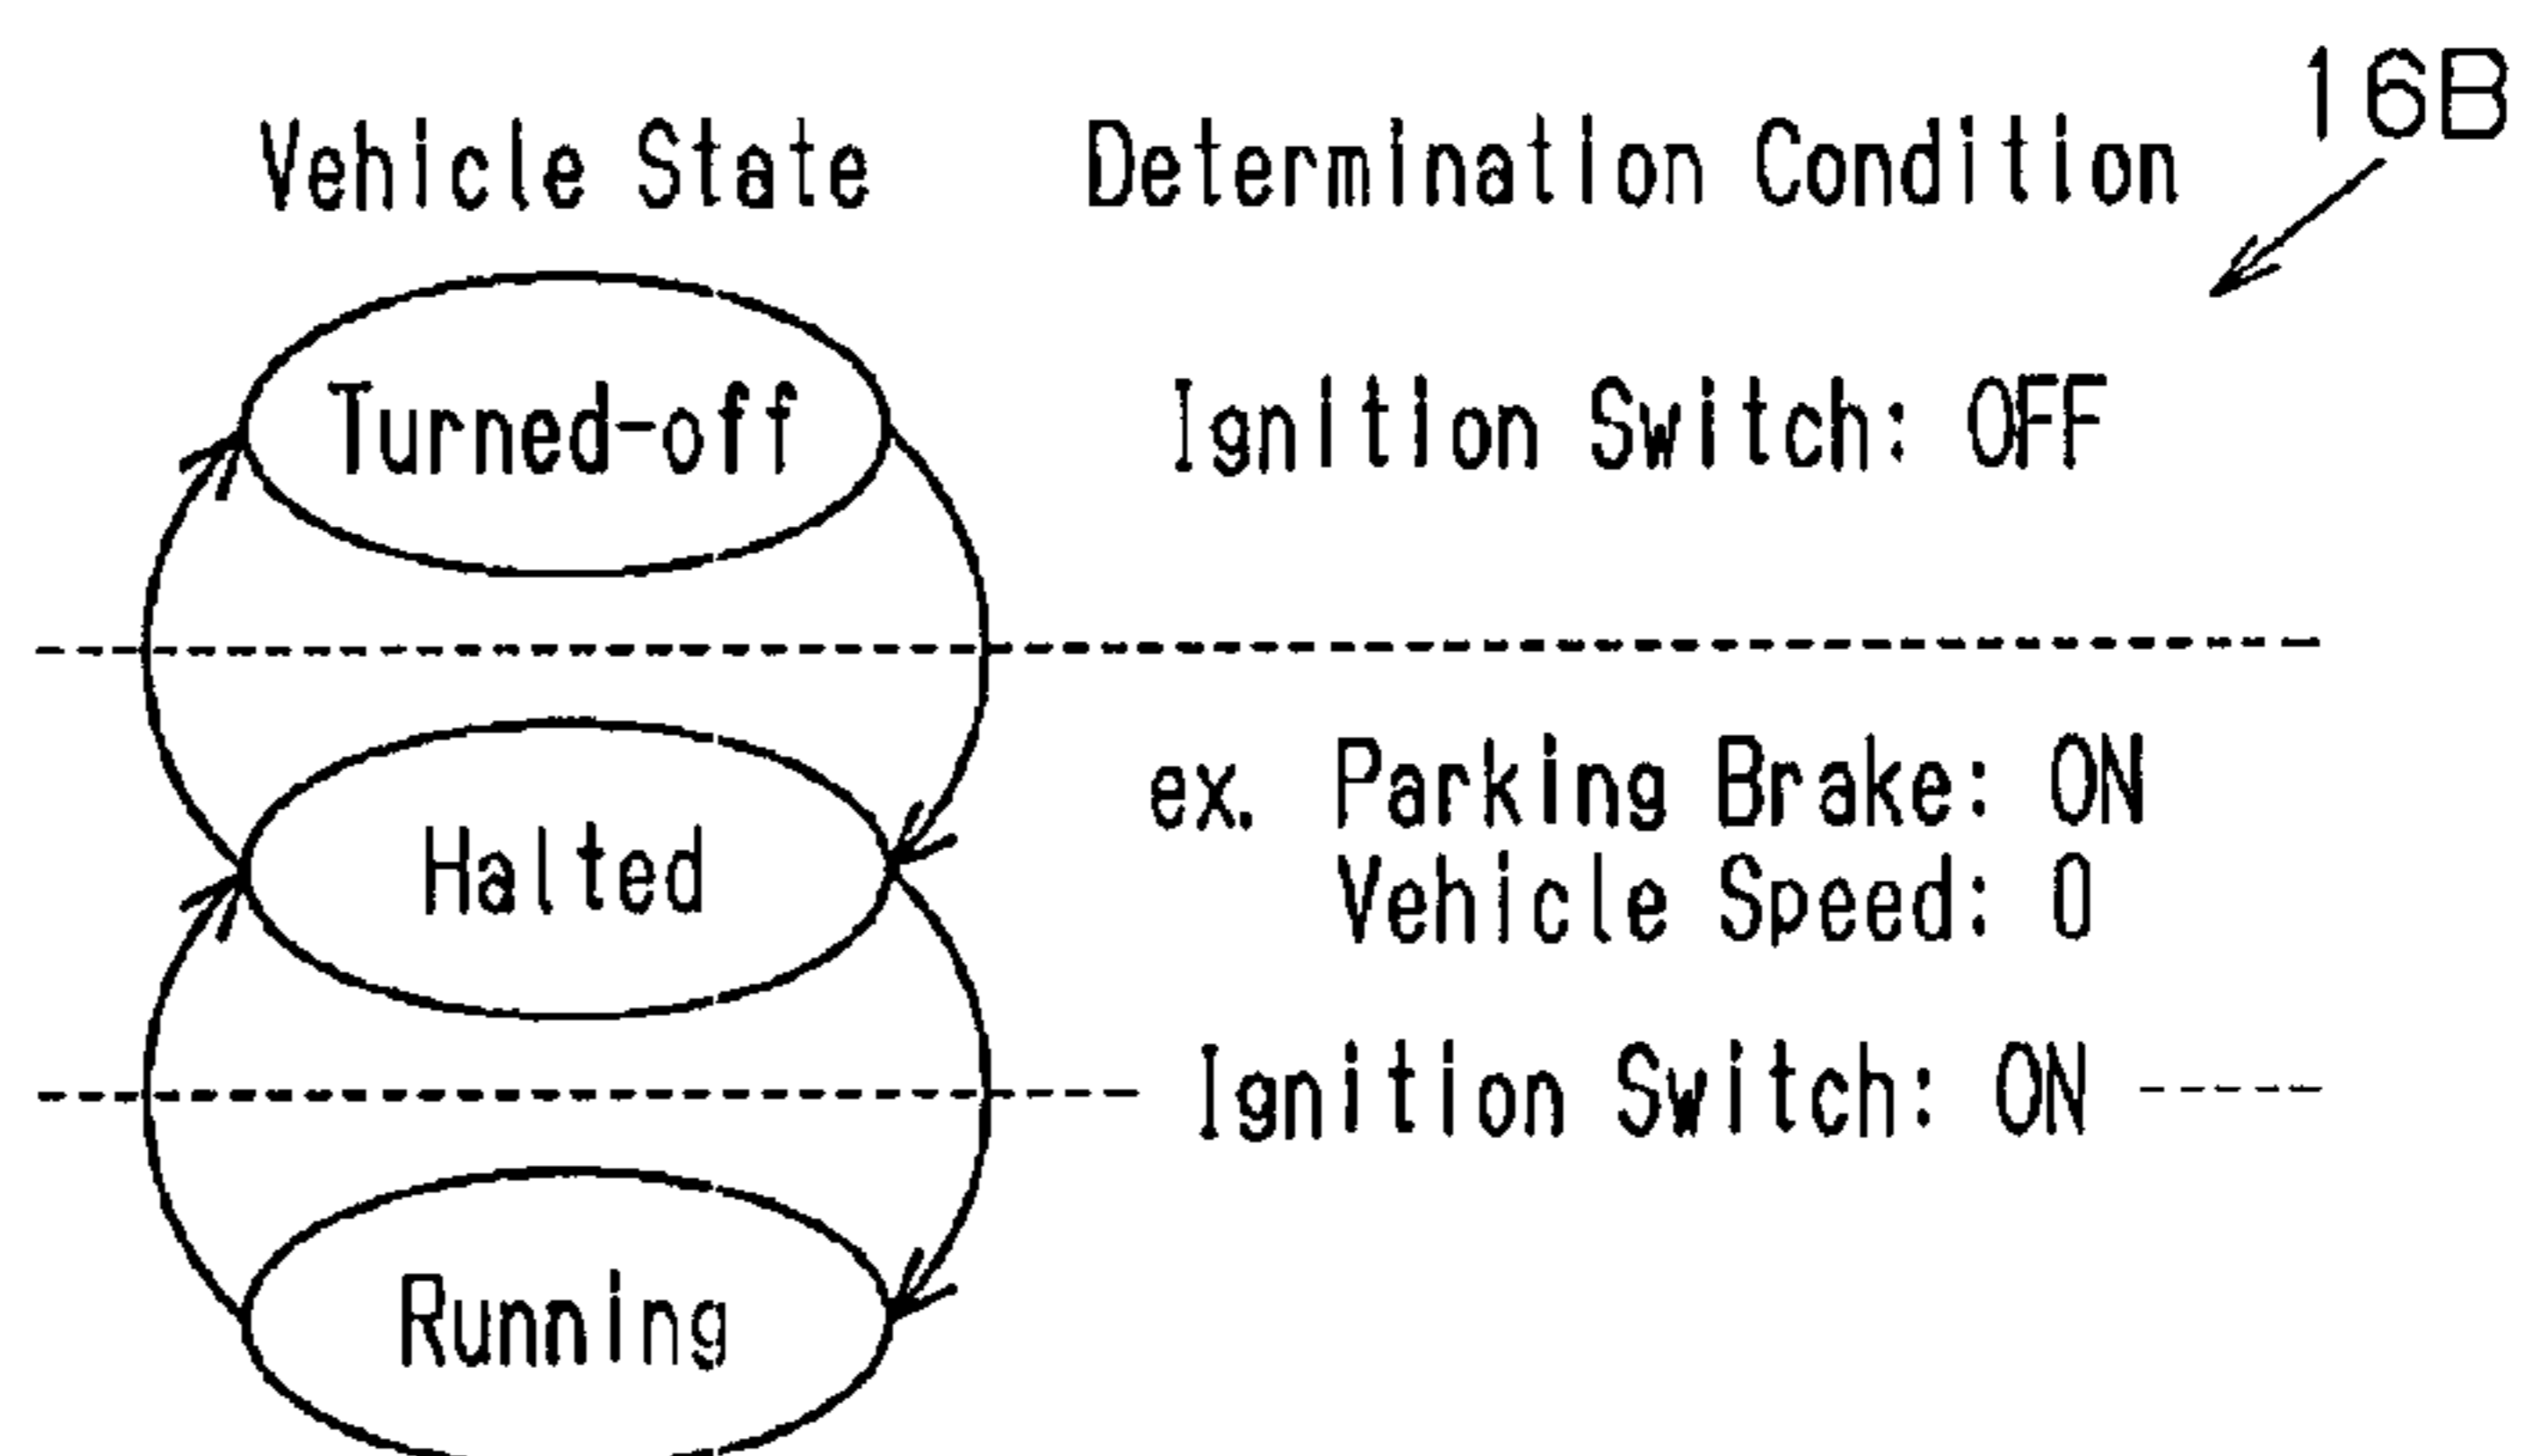 16B
Vehicle State Determination Condition
Turned-off Ignition Switch: OFF
ex. Parking Brake: ON
Halted
Vehicle Speed: 0
Ignition Switch: ON
Running